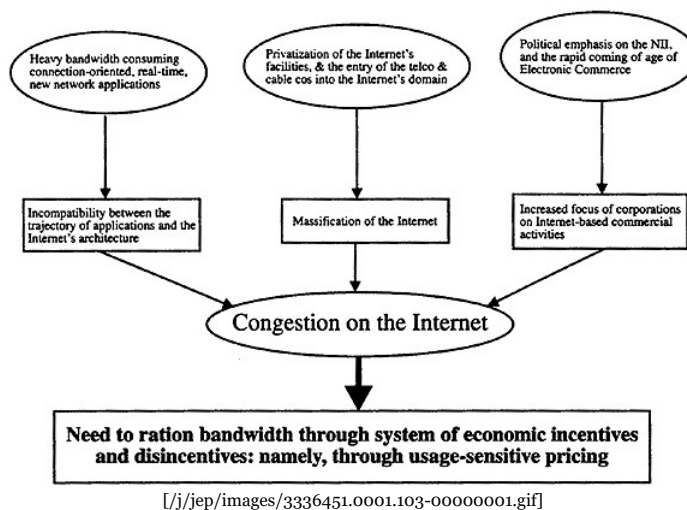 Heavy bandwidth consuming
connection-oriented, real-time,
new network applications
Privatization of the Internet's
facilities, & the entry of the telco &
cable cos into the Internet's domain
Political emphasis on the NII,
and the rapid coming of age of
Electronic Commerce
Incompatibility between the
trajectory of applications and the
Internet's architecture
Massification of the Internet
Increased focus of corporations
on Internet-based commercial
activities
Congestion on the Internet
Need to ration bandwidth through system of economic incentives
and disincentives: namely, through usage-sensitive pricing
[/j/jep/images/3336451.0001.103-00000001.gif]